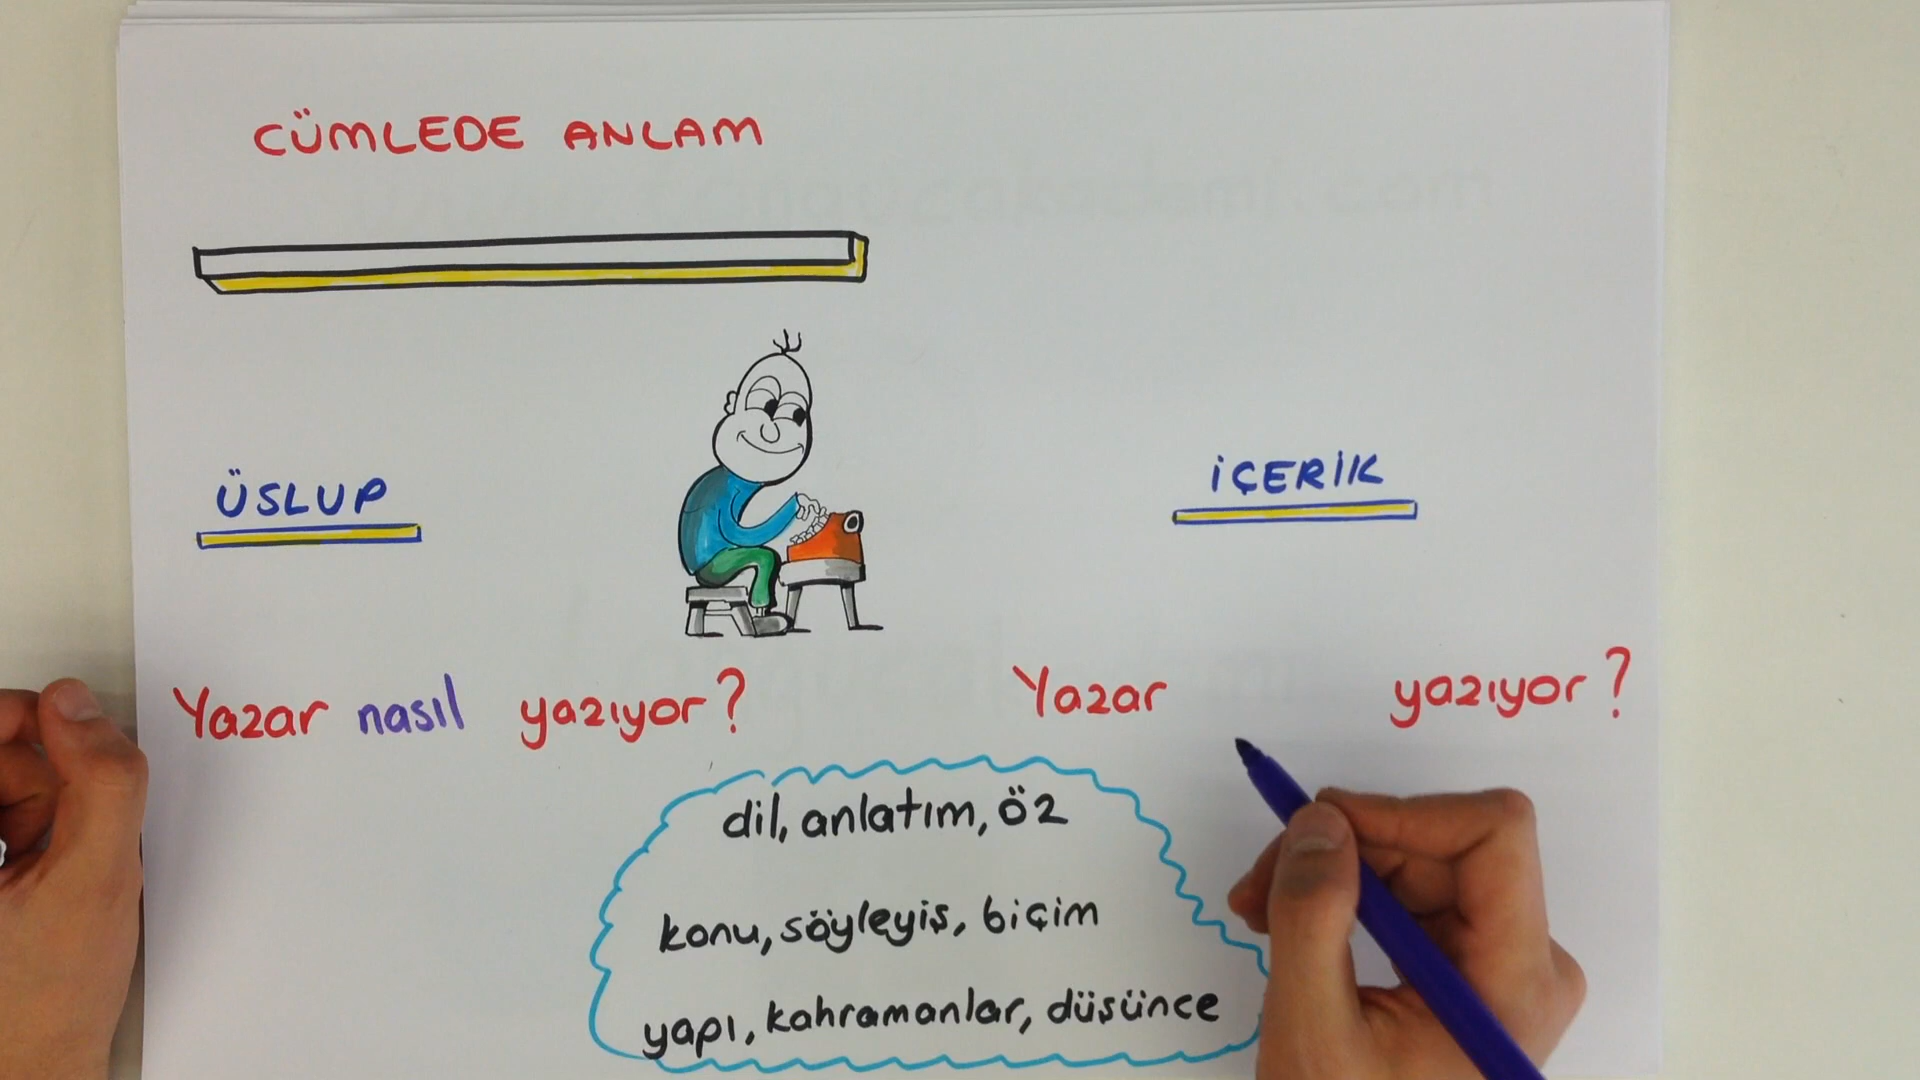 CÜMLEDE ANLAM
ÜSLUP
İÇERİK
Yazar nasıl yazıyor?
Yazar yazıyor?
dil, anlatım, öz
konu, söyleyiş, biçim
yapı, kahramanlar, düşünce